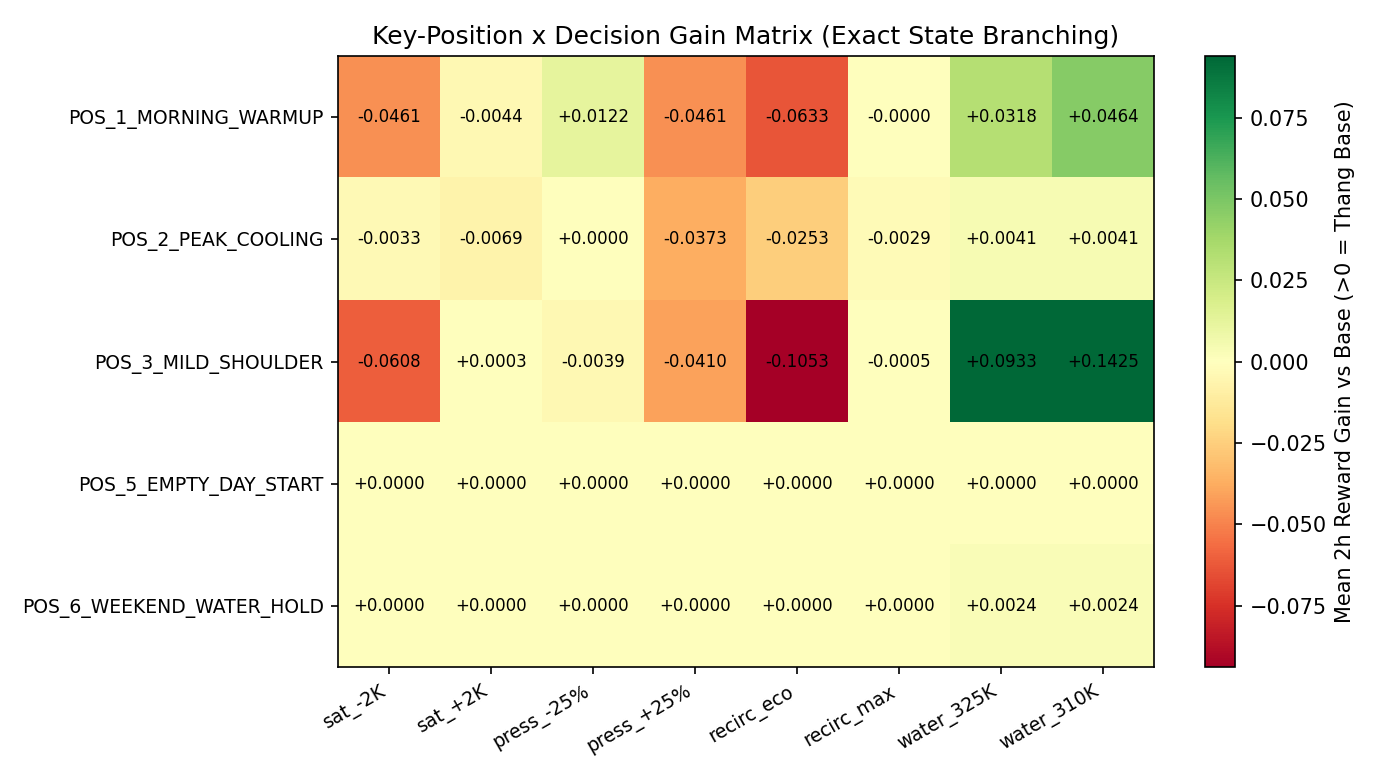 Key-Position x Decision Gain Matrix (Exact State Branching)
POS_1_MORNING_WARMUP -0.0461 -0.0044 +0.0122 -0.0461 -0.0633 -0.0000 +0.0318 +0.0464
POS_2_PEAK_COOLING -0.0033 -0.0069 +0.0000 -0.0373 -0.0253 -0.0029 +0.0041 +0.0041
POS_3_MILD_SHOULDER -0.0608 +0.0003 -0.0039 -0.0410 -0.1053 -0.0005 +0.0933 +0.1425
POS_5_EMPTY_DAY_START +0.0000 +0.0000 +0.0000 +0.0000 +0.0000 +0.0000 +0.0000 +0.0000
POS_6_WEEKEND_WATER_HOLD +0.0000 +0.0000 +0.0000 +0.0000 +0.0000 +0.0000 +0.0024 +0.0024
sat_-2K sat_+2K press_-25% press_+25% recirc_eco recirc_max water_325K water_310K
0.075
0.050
0.025
0.000
−0.025
−0.050
−0.075
Mean 2h Reward Gain vs Base (>0 = Thang Base)